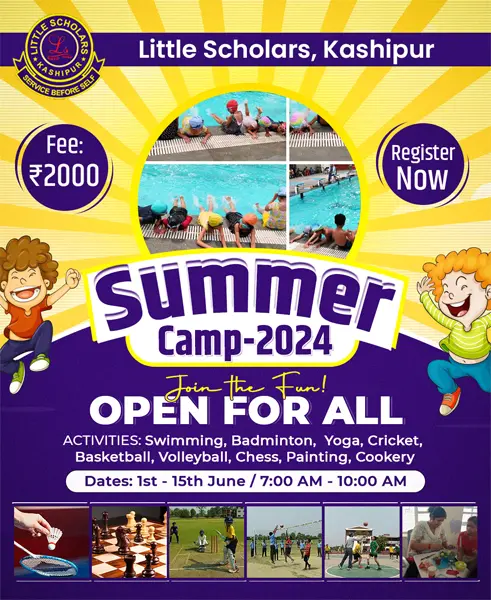 LITTLE SCHOLARS
KASHIPUR
SERVICE BEFORE SELF
Little Scholars, Kashipur
Fee:
₹2000
Register
Now
Summer
Camp-2024
Join the Fun!
OPEN FOR ALL
ACTIVITIES: Swimming, Badminton, Yoga, Cricket,
Basketball, Volleyball, Chess, Painting, Cookery
Dates: 1st - 15th June / 7:00 AM - 10:00 AM